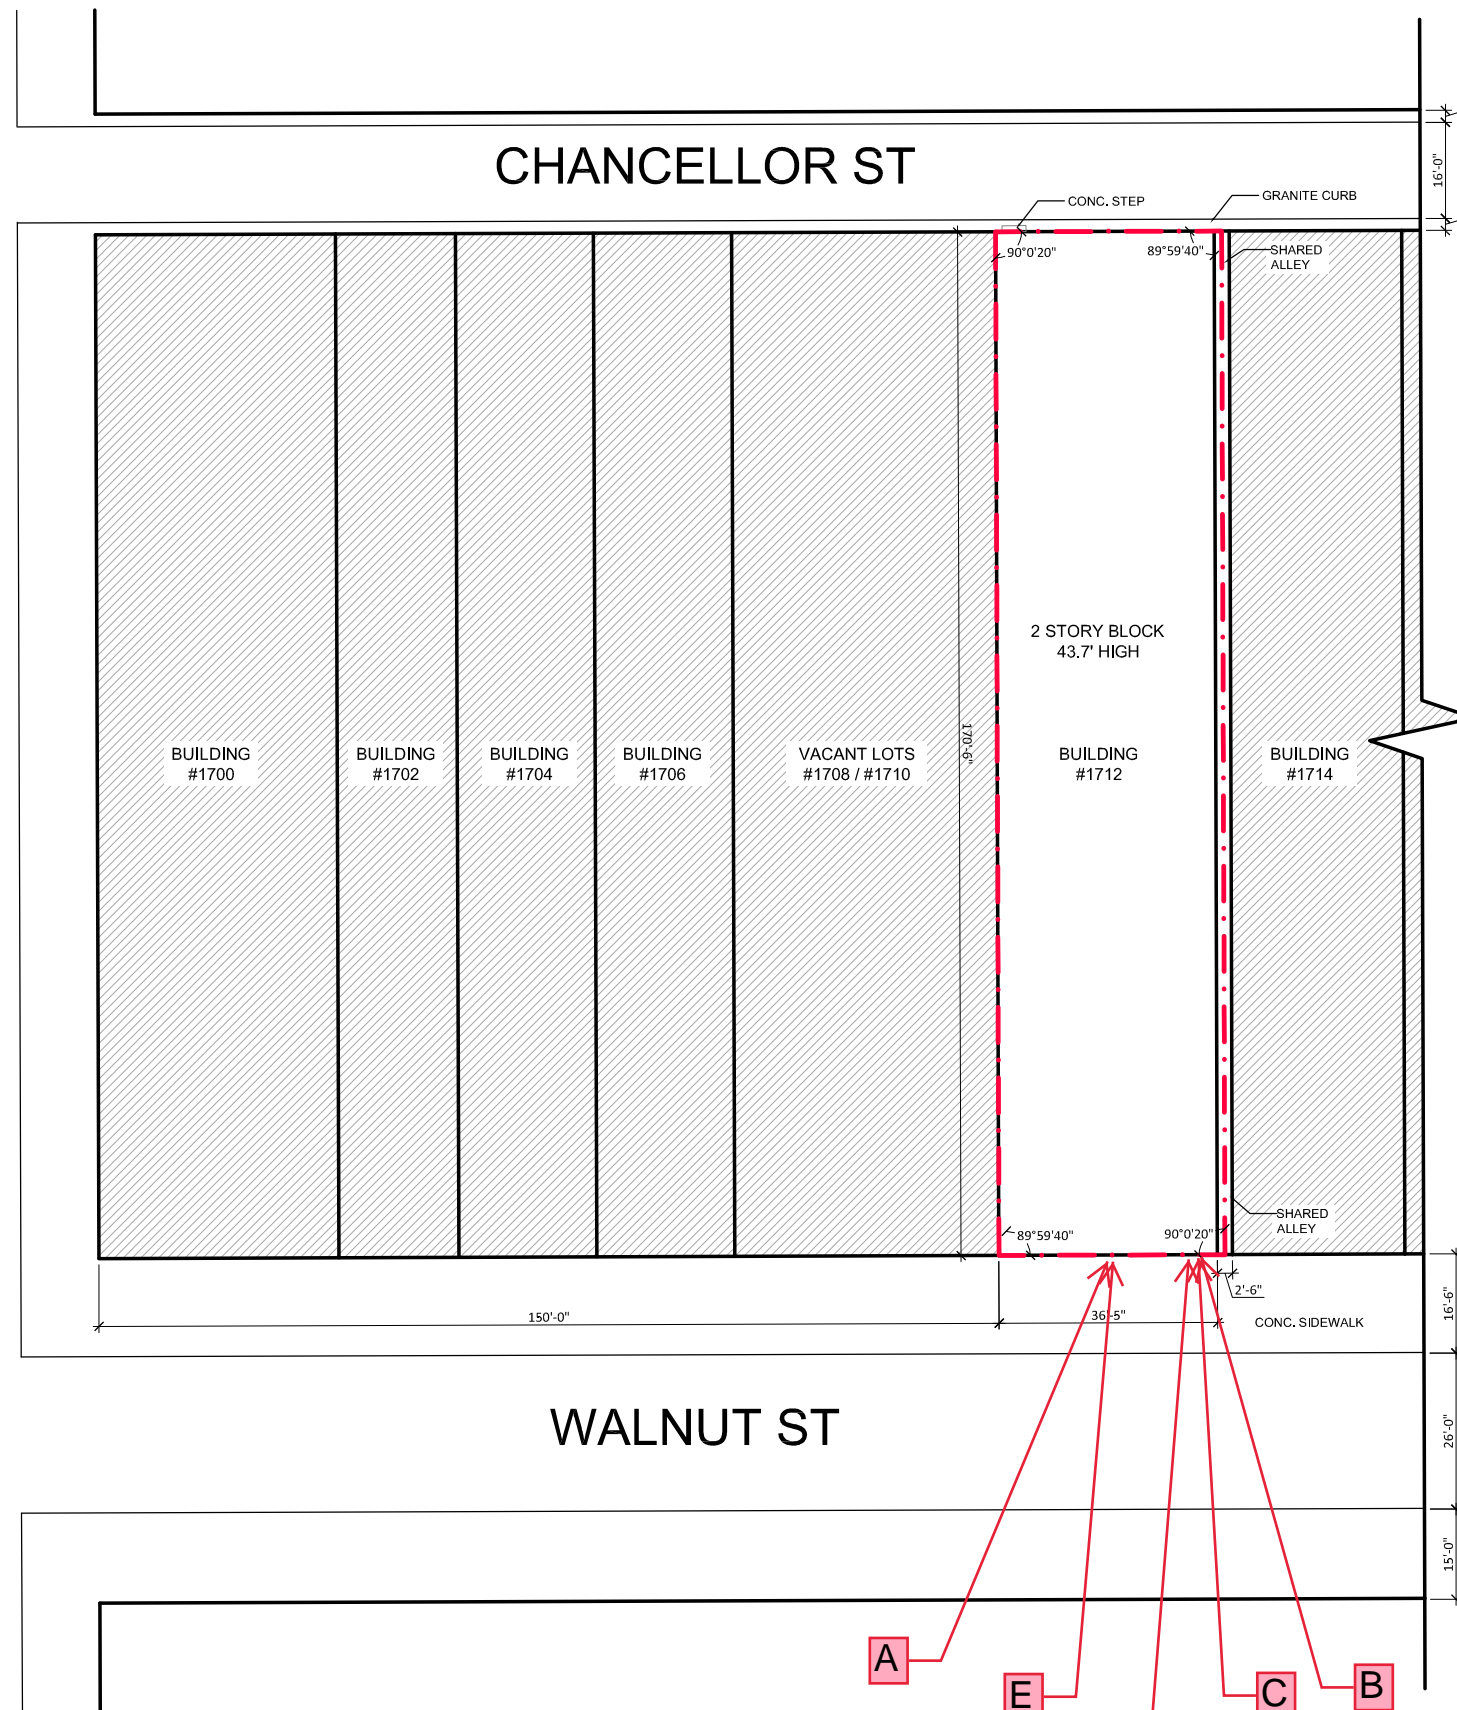 CHANCELLOR ST
16'-0"
CONC. STEP
GRANITE CURB
90°0'20"
89°59'40"
SHARED
ALLEY
2 STORY BLOCK
43.7' HIGH
170'-6"
BUILDING
#1700
BUILDING
#1702
BUILDING
#1704
BUILDING
#1706
VACANT LOTS
#1708 / #1710
BUILDING
#1712
BUILDING
#1714
SHARED
ALLEY
89°59'40"
90°0'20"
2'-6"
150'-0"
36'-5"
CONC. SIDEWALK
16'-6"
WALNUT ST
26'-0"
15'-0"
A
E
C
B